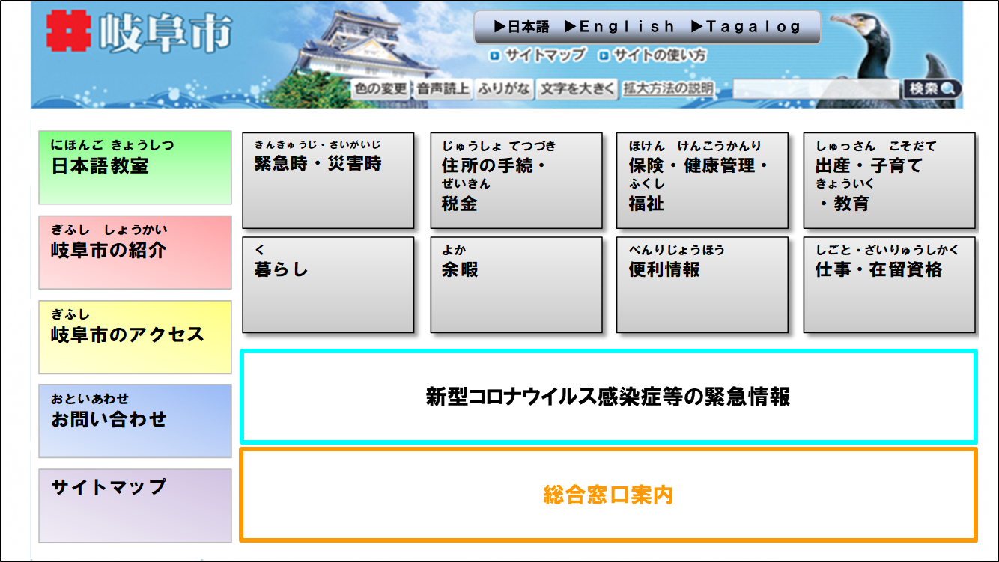 岐阜市
▶日本語 ▶Ｅｎｇｌｉｓｈ ▶Ｔａｇａｌｏｇ
サイトマップ サイトの使い方
色の変更 音声読上 ふりがな 文字を大きく 拡大方法の説明 検索
にほんご きょうしつ
日本語教室
ぎふし しょうかい
岐阜市の紹介
ぎふし
岐阜市のアクセス
おといあわせ
お問い合わせ
サイトマップ
きんきゅうじ・さいがいじ
緊急時・災害時
じゅうしょ てつづき
住所の手続・
ぜいきん
税金
ほけん けんこうかんり
保険・健康管理・
ふくし
福祉
しゅっさん こそだて
出産・子育て
きょういく
・教育
く
暮らし
よか
余暇
べんりじょうほう
便利情報
しごと・ざいりゅうしかく
仕事・在留資格
新型コロナウイルス感染症等の緊急情報
総合窓口案内